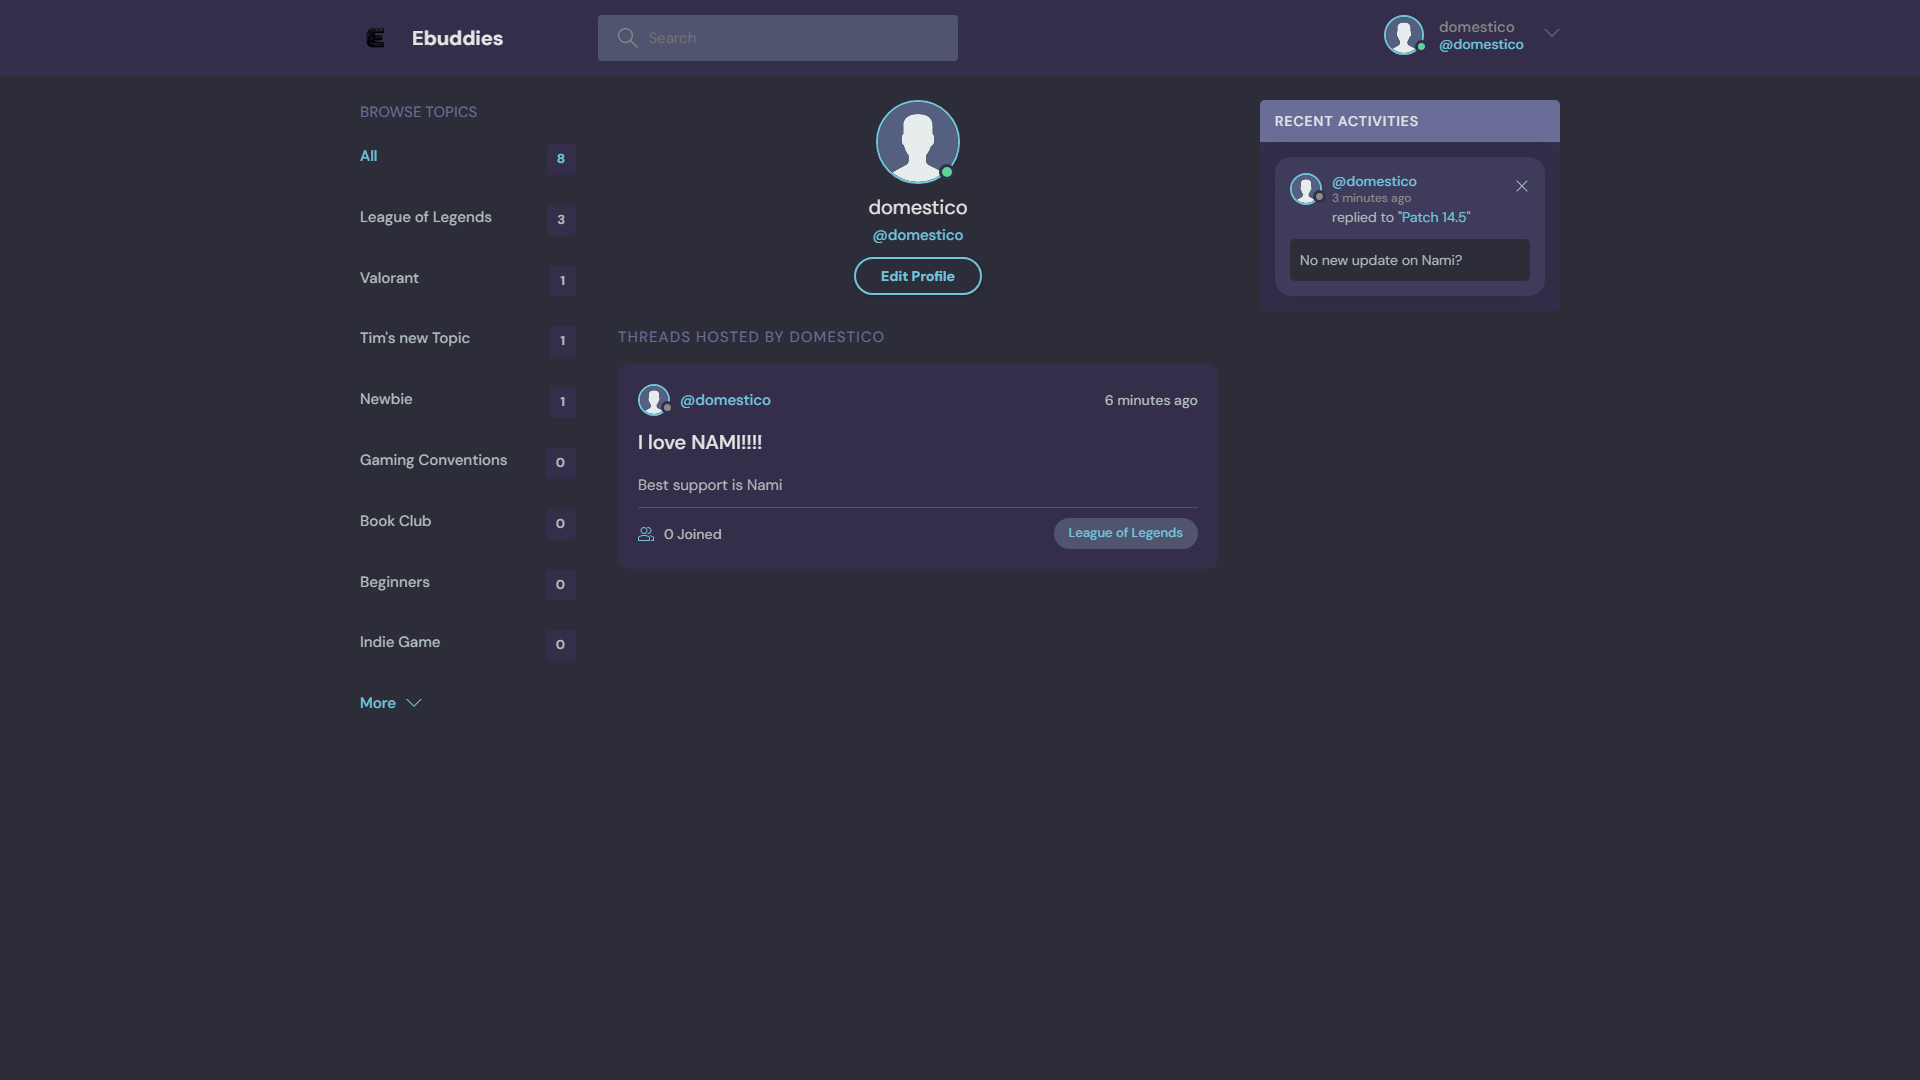 Ebuddies
Search
domestico
@domestico
BROWSE TOPICS
All 8
League of Legends 3
Valorant 1
Tim's new Topic 1
Newbie 1
Gaming Conventions 0
Book Club 0
Beginners 0
Indie Game 0
More
domestico
@domestico
Edit Profile
THREADS HOSTED BY DOMESTICO
@domestico 6 minutes ago
I love NAMI!!!!
Best support is Nami
0 Joined League of Legends
RECENT ACTIVITIES
@domestico
3 minutes ago
replied to "Patch 14.5"
No new update on Nami?